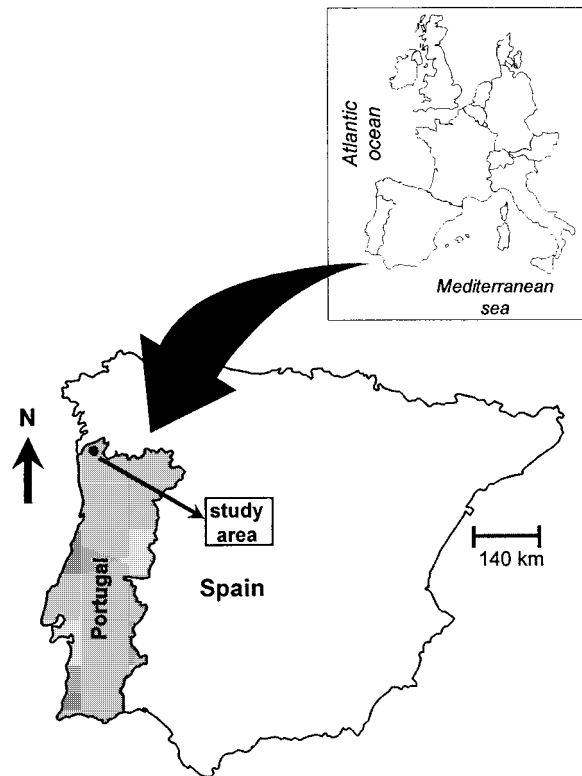 Atlantic
ocean
Mediterranean
sea
N
study
area
140 km
Portugal
Spain